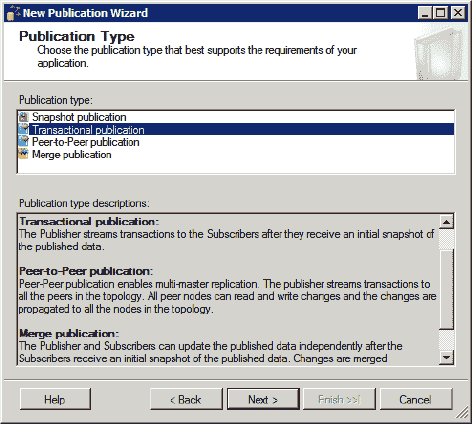 New Publication Wizard
Publication Type
Choose the publication type that best supports the requirements of your
application.
Publication type:
Snapshot publication
Transactional publication
Peer-to-Peer publication
Merge publication
Publication type descriptions:
Transactional publication:
The Publisher streams transactions to the Subscribers after they receive an initial snapshot of
the published data.
Peer-to-Peer publication:
Peer-Peer publication enables multi-master replication. The publisher streams transactions to
all the peers in the topology. All peer nodes can read and write changes and the changes are
propagated to all the nodes in the topology.
Merge publication:
The Publisher and Subscribers can update the published data independently after the
Subscribers receive an initial snapshot of the published data. Changes are merged
Help
< Back
Next >
Finish >>|
Cancel